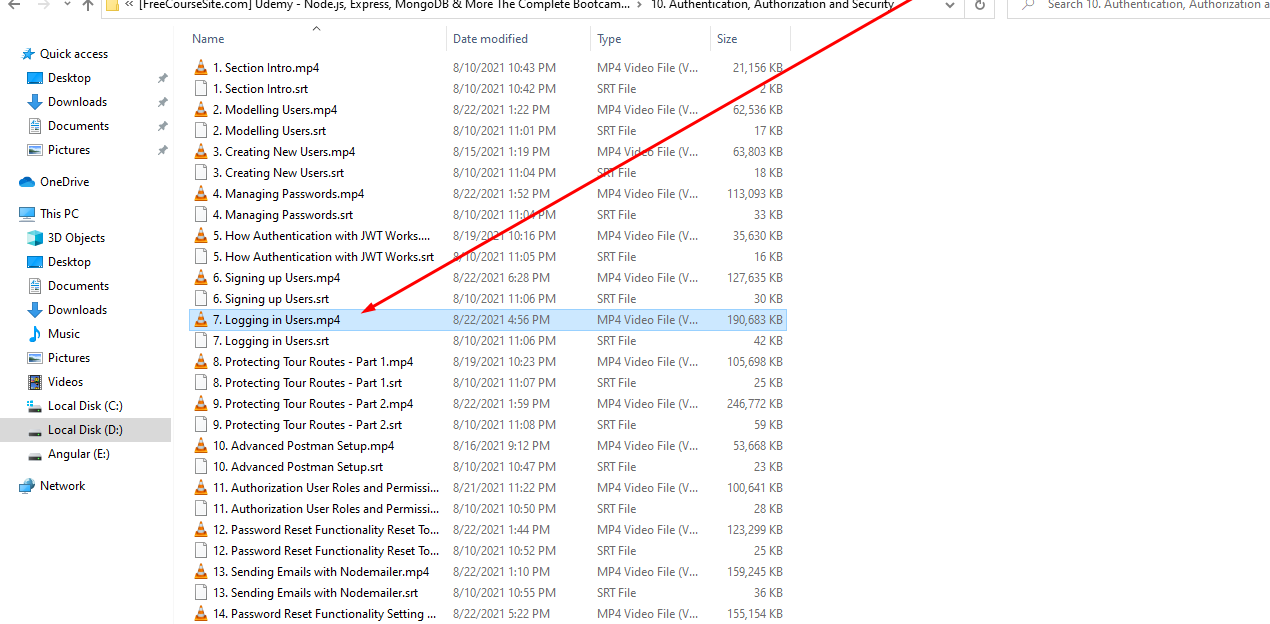 « [FreeCourseSite.com] Udemy - Node.js, Express, MongoDB & More The Complete Bootcam... › 10. Authentication, Authorization and Security
Search 10. Authentication, Authorization a
Name Date modified Type Size
Quick access
Desktop
Downloads
Documents
Pictures
OneDrive
This PC
3D Objects
Desktop
Documents
Downloads
Music
Pictures
Videos
Local Disk (C:)
Local Disk (D:)
Angular (E:)
Network
1. Section Intro.mp4 8/10/2021 10:43 PM MP4 Video File (V... 21,156 KB
1. Section Intro.srt 8/10/2021 10:42 PM SRT File 2 KB
2. Modelling Users.mp4 8/22/2021 1:22 PM MP4 Video File (V... 62,536 KB
2. Modelling Users.srt 8/10/2021 11:01 PM SRT File 17 KB
3. Creating New Users.mp4 8/15/2021 1:19 PM MP4 Video File (V... 63,803 KB
3. Creating New Users.srt 8/10/2021 11:04 PM SRT File 18 KB
4. Managing Passwords.mp4 8/22/2021 1:52 PM MP4 Video File (V... 113,093 KB
4. Managing Passwords.srt 8/10/2021 11:04 PM SRT File 33 KB
5. How Authentication with JWT Works.... 8/19/2021 10:16 PM MP4 Video File (V... 35,630 KB
5. How Authentication with JWT Works.srt 8/10/2021 11:05 PM SRT File 16 KB
6. Signing up Users.mp4 8/22/2021 6:28 PM MP4 Video File (V... 127,635 KB
6. Signing up Users.srt 8/10/2021 11:06 PM SRT File 30 KB
7. Logging in Users.mp4 8/22/2021 4:56 PM MP4 Video File (V... 190,683 KB
7. Logging in Users.srt 8/10/2021 11:06 PM SRT File 42 KB
8. Protecting Tour Routes - Part 1.mp4 8/19/2021 10:23 PM MP4 Video File (V... 105,698 KB
8. Protecting Tour Routes - Part 1.srt 8/10/2021 11:07 PM SRT File 25 KB
9. Protecting Tour Routes - Part 2.mp4 8/22/2021 1:59 PM MP4 Video File (V... 246,772 KB
9. Protecting Tour Routes - Part 2.srt 8/10/2021 11:08 PM SRT File 59 KB
10. Advanced Postman Setup.mp4 8/16/2021 9:12 PM MP4 Video File (V... 53,668 KB
10. Advanced Postman Setup.srt 8/10/2021 10:47 PM SRT File 23 KB
11. Authorization User Roles and Permissi... 8/21/2021 11:22 PM MP4 Video File (V... 100,641 KB
11. Authorization User Roles and Permissi... 8/10/2021 10:50 PM SRT File 28 KB
12. Password Reset Functionality Reset To... 8/22/2021 1:44 PM MP4 Video File (V... 123,299 KB
12. Password Reset Functionality Reset To... 8/10/2021 10:52 PM SRT File 25 KB
13. Sending Emails with Nodemailer.mp4 8/22/2021 1:10 PM MP4 Video File (V... 159,245 KB
13. Sending Emails with Nodemailer.srt 8/10/2021 10:55 PM SRT File 36 KB
14. Password Reset Functionality Setting ... 8/22/2021 5:22 PM MP4 Video File (V... 155,154 KB